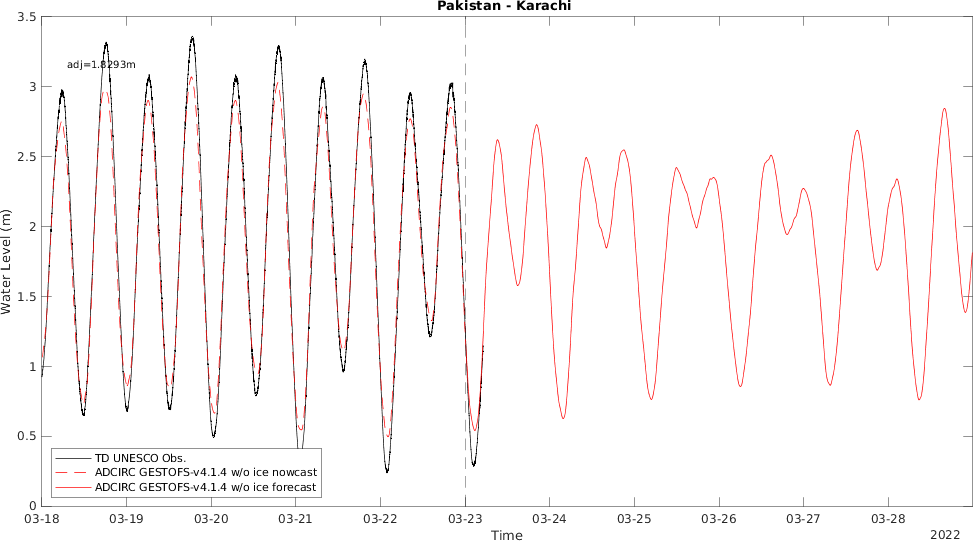 Pakistan - Karachi
adj=1.8293m
3.5
3
2.5
2
1.5
1
0.5
0
Water Level (m)
TD UNESCO Obs.
ADCIRC GESTOFS-v4.1.4 w/o ice nowcast
ADCIRC GESTOFS-v4.1.4 w/o ice forecast
03-18 03-19 03-20 03-21 03-22 03-23 03-24 03-25 03-26 03-27 03-28
Time
2022